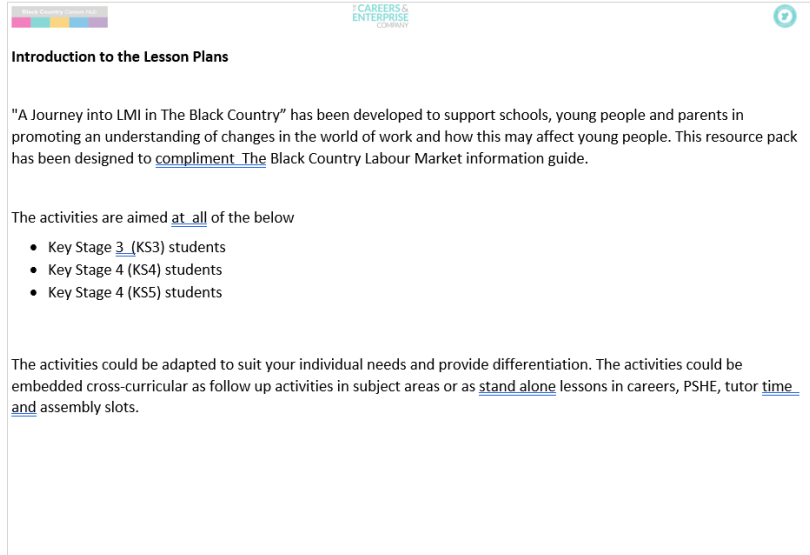 Black Country Careers Hub
THE CAREERS &
ENTERPRISE
COMPANY
Introduction to the Lesson Plans
"A Journey into LMI in The Black Country” has been developed to support schools, young people and parents in
promoting an understanding of changes in the world of work and how this may affect young people. This resource pack
has been designed to compliment  The Black Country Labour Market information guide.
The activities are aimed at  all of the below
• Key Stage 3  (KS3) students
• Key Stage 4 (KS4) students
• Key Stage 4 (KS5) students
The activities could be adapted to suit your individual needs and provide differentiation. The activities could be
embedded cross-curricular as follow up activities in subject areas or as stand alone lessons in careers, PSHE, tutor time
and assembly slots.